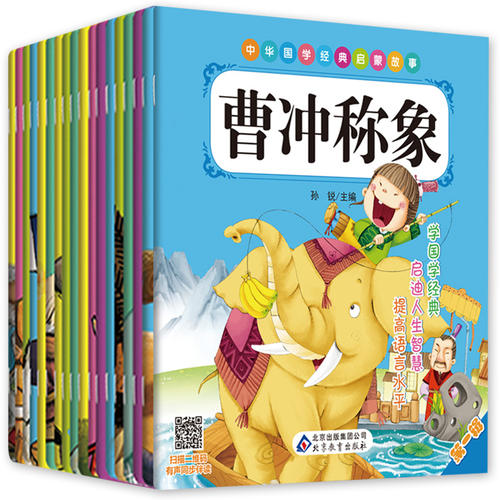 中华国学经典启蒙故事
曹冲称象
孙 锐/主编
学国学经典
启迪人生智慧
提高语言水平
第一辑
扫描二维码
有声同步伴读
北京出版集团公司
北京教育出版社